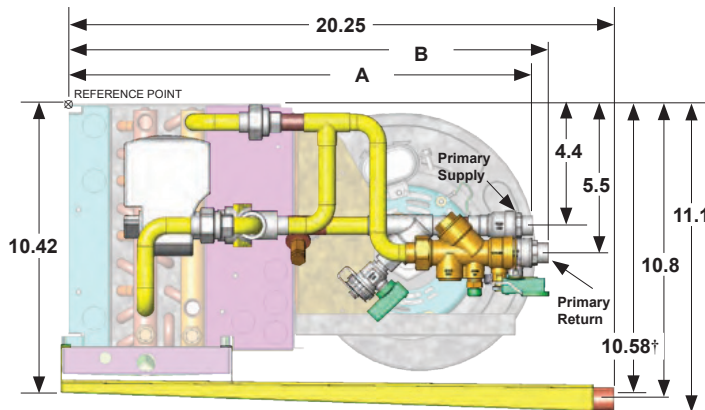 20.25
B
A
REFERENCE POINT
4.4
Primary
Supply
5.5
11.1
10.42
10.8
Primary
Return
10.58†